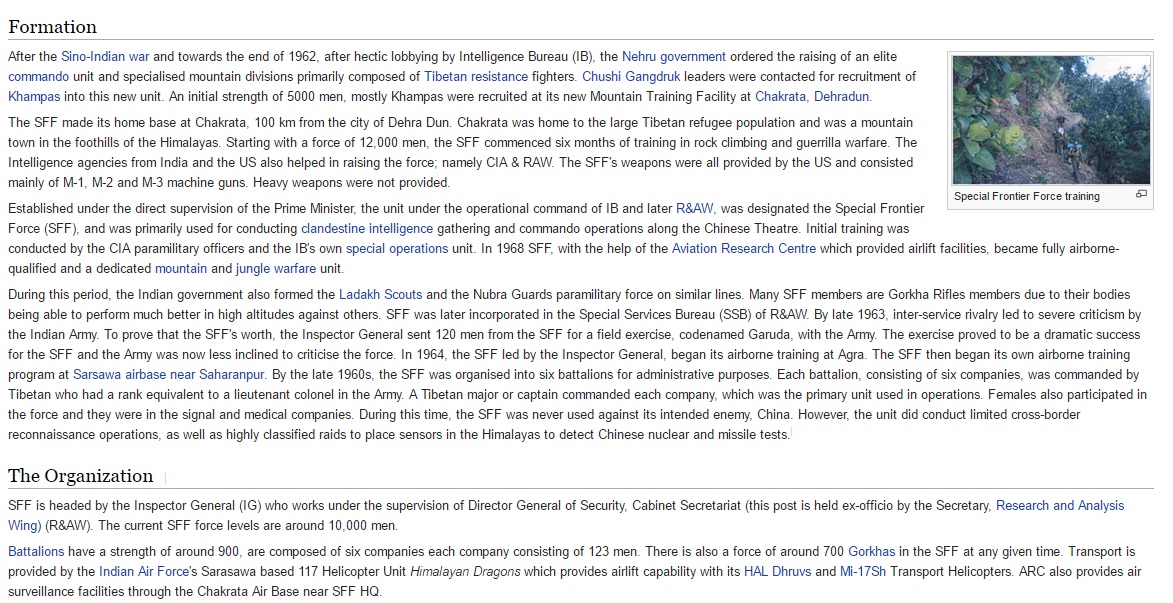 Formation
After the Sino-Indian war and towards the end of 1962, after hectic lobbying by Intelligence Bureau (IB), the Nehru government ordered the raising of an elite
commando unit and specialised mountain divisions primarily composed of Tibetan resistance fighters. Chushi Gangdruk leaders were contacted for recruitment of
Khampas into this new unit. An initial strength of 5000 men, mostly Khampas were recruited at its new Mountain Training Facility at Chakrata, Dehradun.
The SFF made its home base at Chakrata, 100 km from the city of Dehra Dun. Chakrata was home to the large Tibetan refugee population and was a mountain
town in the foothills of the Himalayas. Starting with a force of 12,000 men, the SFF commenced six months of training in rock climbing and guerrilla warfare. The
Intelligence agencies from India and the US also helped in raising the force; namely CIA & RAW. The SFF's weapons were all provided by the US and consisted
mainly of M-1, M-2 and M-3 machine guns. Heavy weapons were not provided.
Special Frontier Force training
Established under the direct supervision of the Prime Minister, the unit under the operational command of IB and later R&AW, was designated the Special Frontier
Force (SFF), and was primarily used for conducting clandestine intelligence gathering and commando operations along the Chinese Theatre. Initial training was
conducted by the CIA paramilitary officers and the IB's own special operations unit. In 1968 SFF, with the help of the Aviation Research Centre which provided airlift facilities, became fully airborne-
qualified and a dedicated mountain and jungle warfare unit.
During this period, the Indian government also formed the Ladakh Scouts and the Nubra Guards paramilitary force on similar lines. Many SFF members are Gorkha Rifles members due to their bodies
being able to perform much better in high altitudes against others. SFF was later incorporated in the Special Services Bureau (SSB) of R&AW. By late 1963, inter-service rivalry led to severe criticism by
the Indian Army. To prove that the SFF's worth, the Inspector General sent 120 men from the SFF for a field exercise, codenamed Garuda, with the Army. The exercise proved to be a dramatic success
for the SFF and the Army was now less inclined to criticise the force. In 1964, the SFF led by the Inspector General, began its airborne training at Agra. The SFF then began its own airborne training
program at Sarsawa airbase near Saharanpur. By the late 1960s, the SFF was organised into six battalions for administrative purposes. Each battalion, consisting of six companies, was commanded by
Tibetan who had a rank equivalent to a lieutenant colonel in the Army. A Tibetan major or captain commanded each company, which was the primary unit used in operations. Females also participated in
the force and they were in the signal and medical companies. During this time, the SFF was never used against its intended enemy, China. However, the unit did conduct limited cross-border
reconnaissance operations, as well as highly classified raids to place sensors in the Himalayas to detect Chinese nuclear and missile tests.
The Organization
SFF is headed by the Inspector General (IG) who works under the supervision of Director General of Security, Cabinet Secretariat (this post is held ex-officio by the Secretary, Research and Analysis
Wing) (R&AW). The current SFF force levels are around 10,000 men.
Battalions have a strength of around 900, are composed of six companies each company consisting of 123 men. There is also a force of around 700 Gorkhas in the SFF at any given time. Transport is
provided by the Indian Air Force's Sarasawa based 117 Helicopter Unit Himalayan Dragons which provides airlift capability with its HAL Dhruvs and Mi-17Sh Transport Helicopters. ARC also provides air
surveillance facilities through the Chakrata Air Base near SFF HQ.